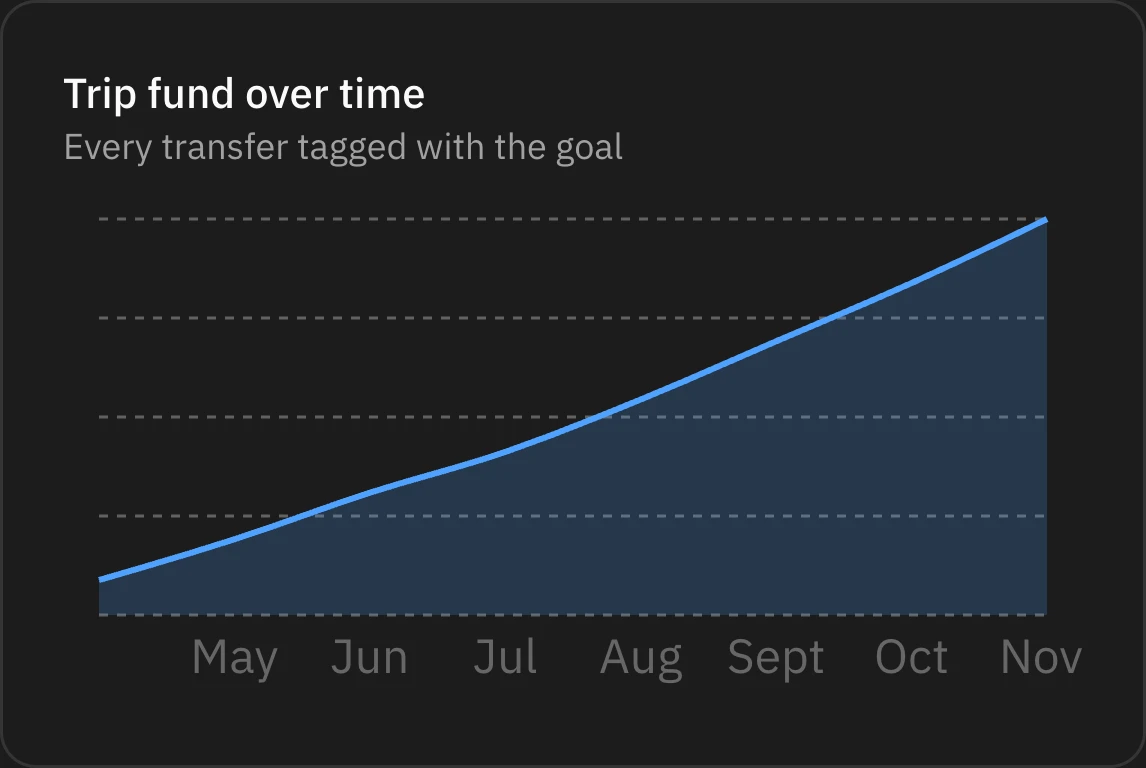 Trip fund over time
Every transfer tagged with the goal
May Jun Jul Aug Sept Oct Nov